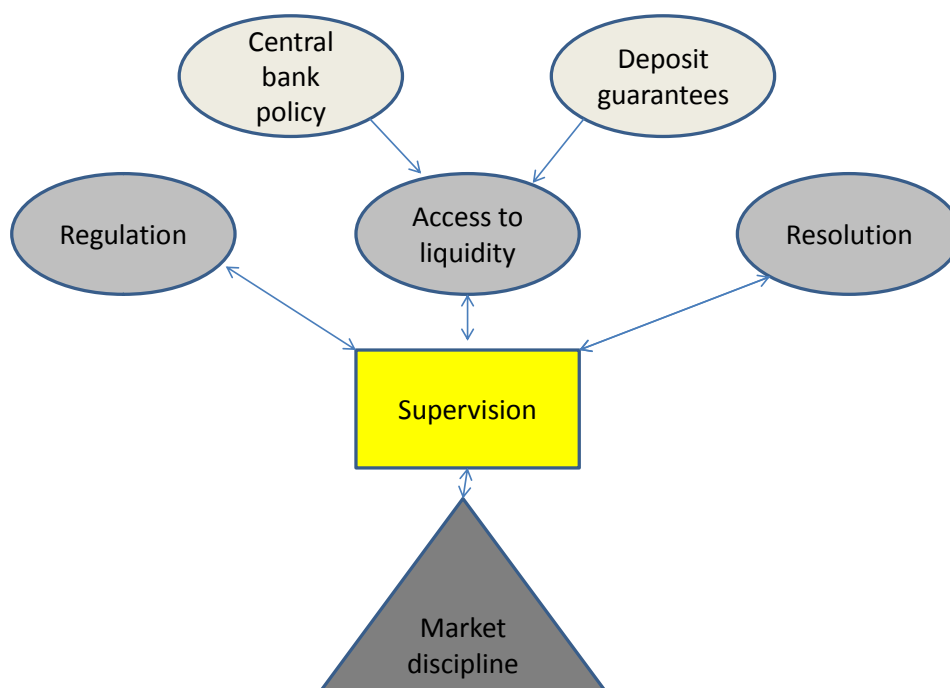 Central
bank
policy
Deposit
guarantees
Regulation
Access to
liquidity
Resolution
Supervision
Market
discipline